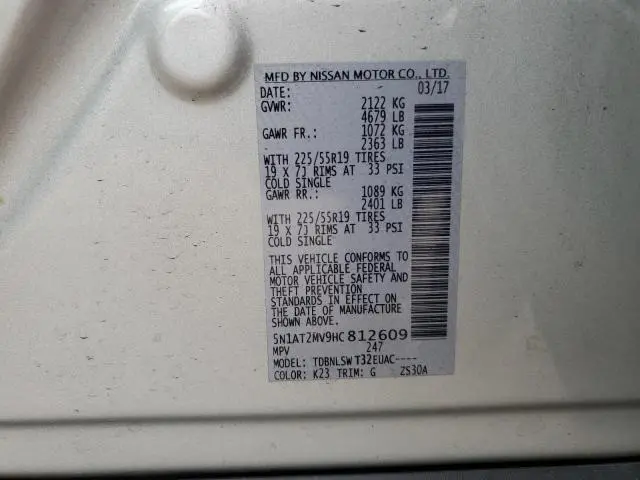 MFD BY NISSAN MOTOR CO., LTD.
DATE: 03/17
GVWR: 2122 KG
4679 LB
GAWR FR.: 1072 KG
2363 LB
WITH 225/55R19 TIRES
19 X 7J RIMS AT 33 PSI
COLD SINGLE
GAWR RR.: 1089 KG
2401 LB
WITH 225/55R19 TIRES
19 X 7J RIMS AT 33 PSI
COLD SINGLE
THIS VEHICLE CONFORMS TO
ALL APPLICABLE FEDERAL
MOTOR VEHICLE SAFETY AND
THEFT PREVENTION
STANDARDS IN EFFECT ON
THE DATE OF MANUFACTURE
SHOWN ABOVE.
5N1AT2MV9HC 812609
MPV 247
MODEL: TDBNLSW T32EUAC----
COLOR: K23 TRIM: G ZS30A